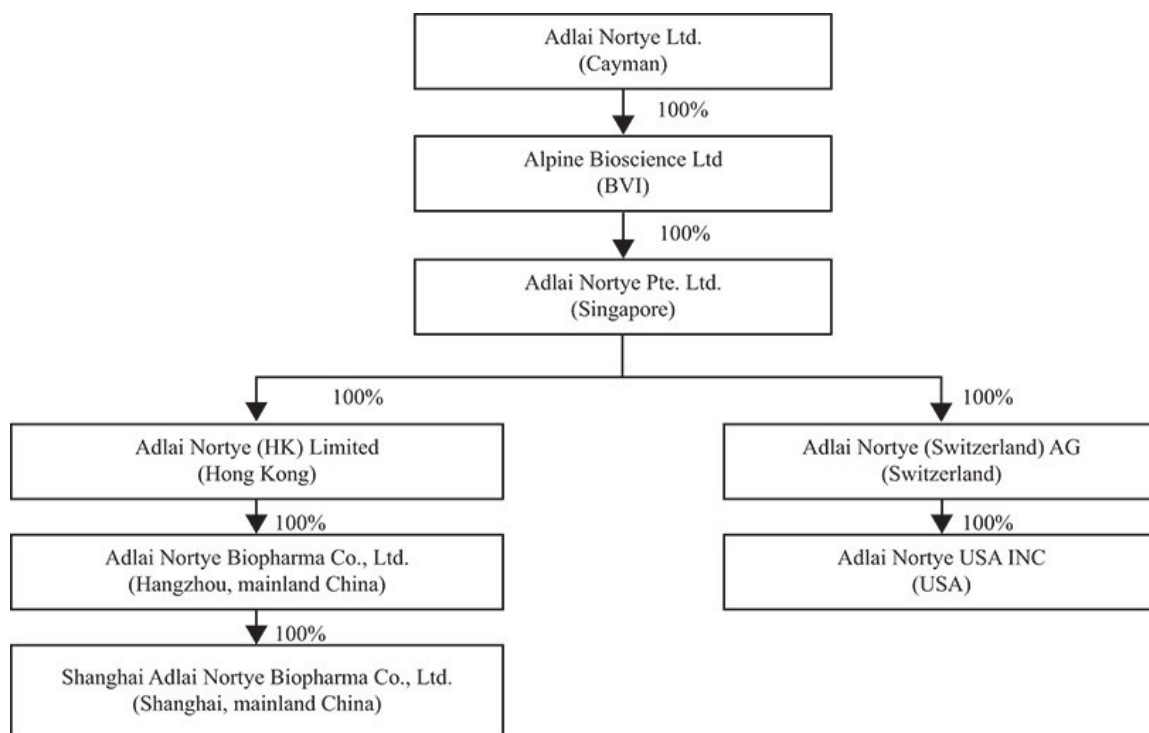 Adlai Nortye Ltd.
(Cayman)
100%
Alpine Bioscience Ltd
(BVI)
100%
Adlai Nortye Pte. Ltd.
(Singapore)
100%
100%
Adlai Nortye (HK) Limited
(Hong Kong)
Adlai Nortye (Switzerland) AG
(Switzerland)
100%
100%
Adlai Nortye Biopharma Co., Ltd.
(Hangzhou, mainland China)
Adlai Nortye USA INC
(USA)
100%
Shanghai Adlai Nortye Biopharma Co., Ltd.
(Shanghai, mainland China)